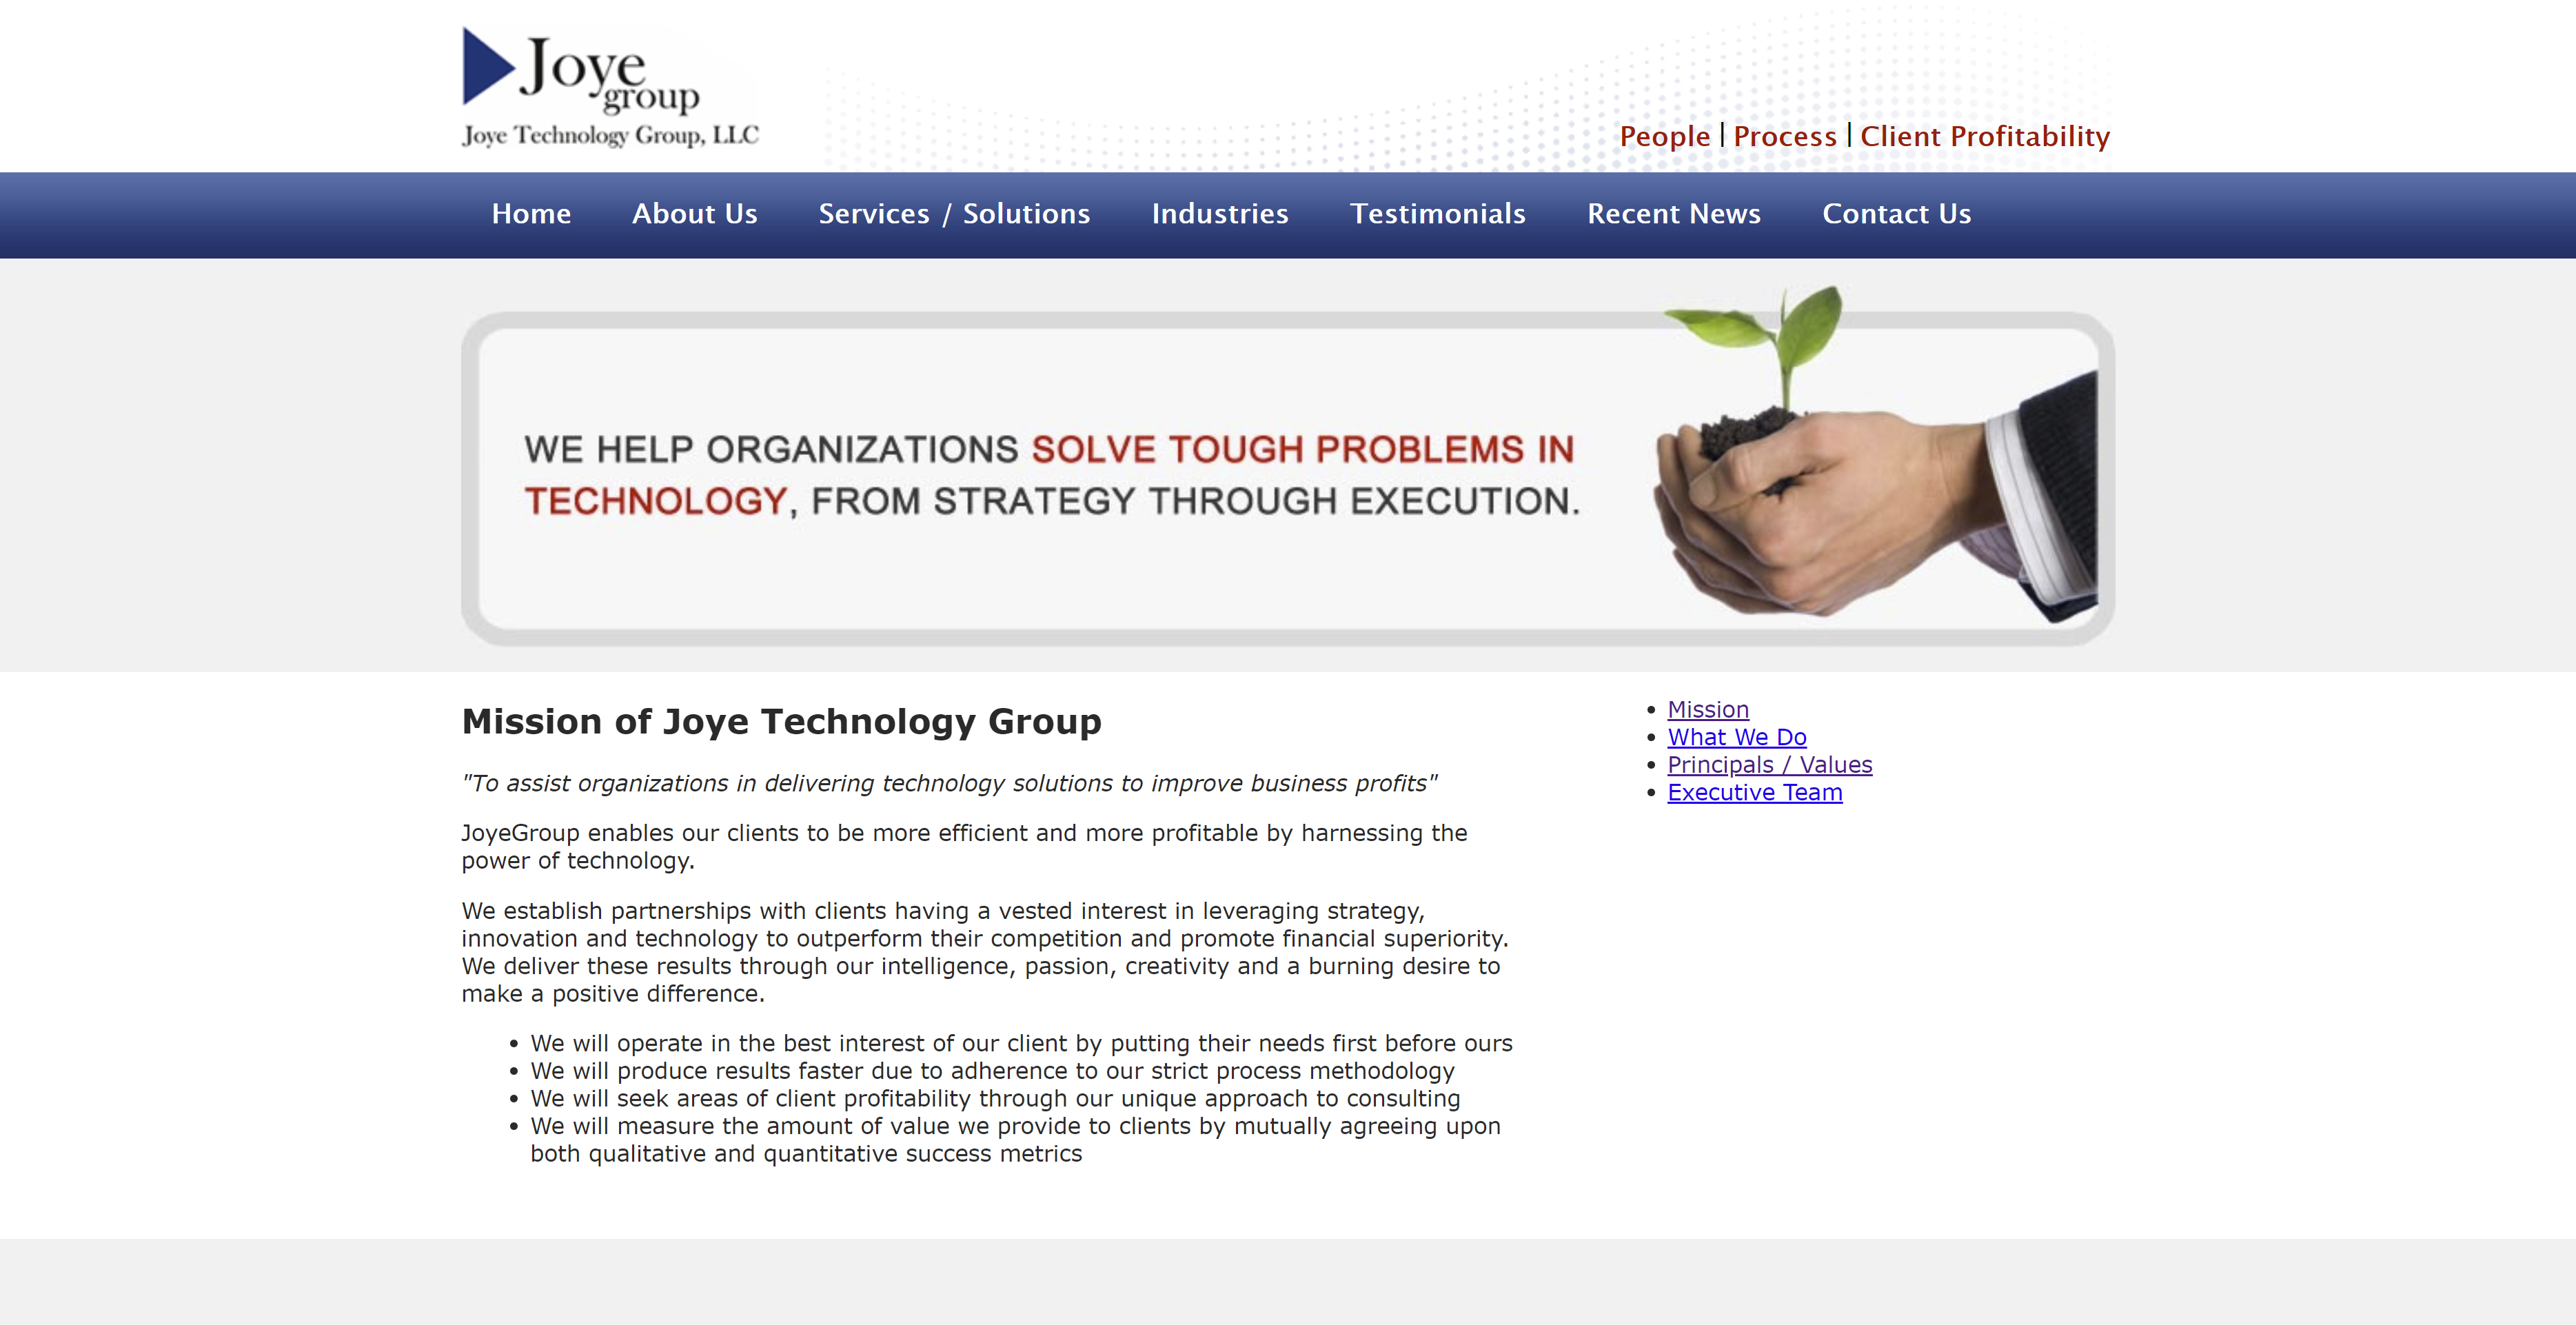 Joye
group
Joye Technology Group, LLC
People | Process | Client Profitability
Home About Us Services / Solutions Industries Testimonials Recent News Contact Us
WE HELP ORGANIZATIONS SOLVE TOUGH PROBLEMS IN
TECHNOLOGY, FROM STRATEGY THROUGH EXECUTION.
Mission of Joye Technology Group
"To assist organizations in delivering technology solutions to improve business profits"
JoyeGroup enables our clients to be more efficient and more profitable by harnessing the
power of technology.
We establish partnerships with clients having a vested interest in leveraging strategy,
innovation and technology to outperform their competition and promote financial superiority.
We deliver these results through our intelligence, passion, creativity and a burning desire to
make a positive difference.
• We will operate in the best interest of our client by putting their needs first before ours
• We will produce results faster due to adherence to our strict process methodology
• We will seek areas of client profitability through our unique approach to consulting
• We will measure the amount of value we provide to clients by mutually agreeing upon
both qualitative and quantitative success metrics
• Mission
• What We Do
• Principals / Values
• Executive Team